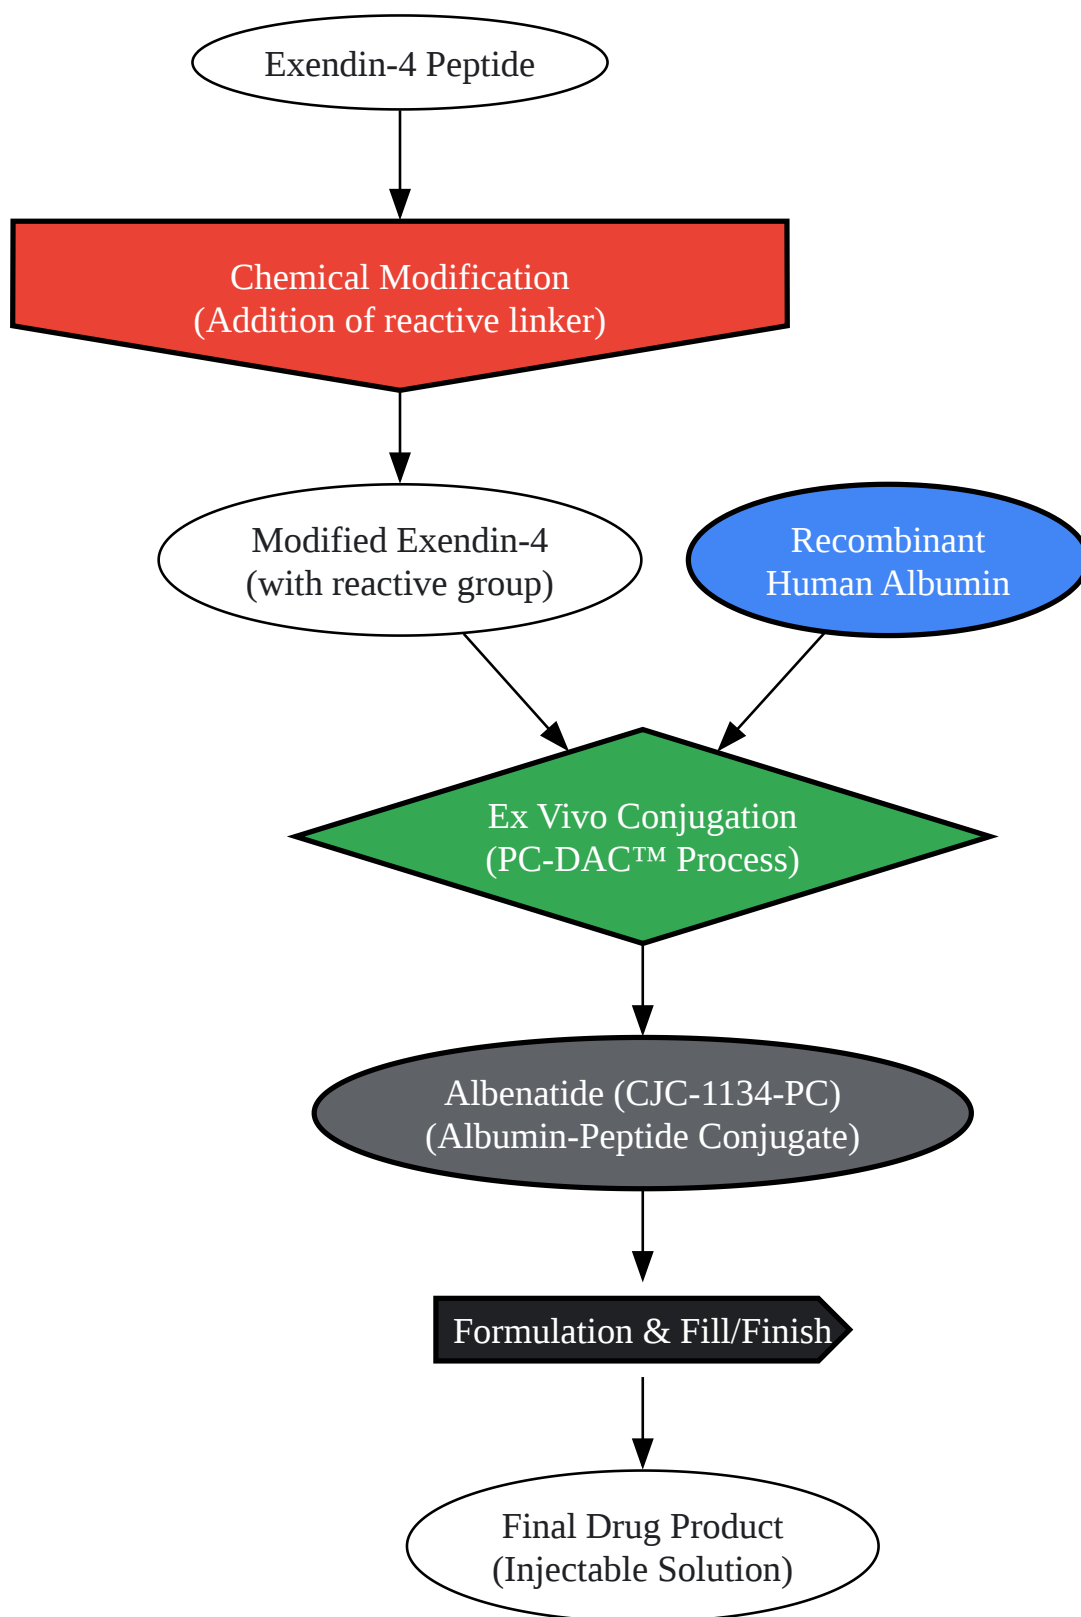 Exendin-4 Peptide
Chemical Modification
(Addition of reactive linker)
Modified Exendin-4
(with reactive group)
Recombinant
Human Albumin
Ex Vivo Conjugation
(PC-DAC™ Process)
Albenatide (CJC-1134-PC)
(Albumin-Peptide Conjugate)
Formulation & Fill/Finish
Final Drug Product
(Injectable Solution)